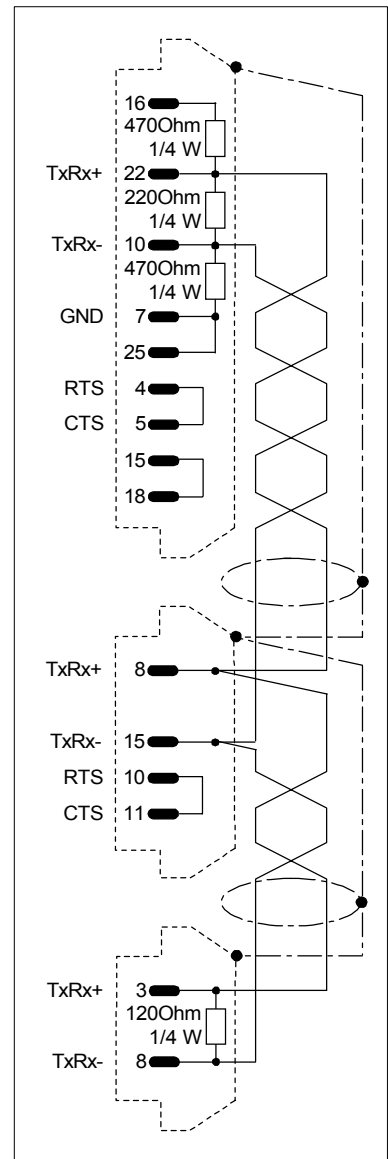 16
470Ohm
1/4 W
TxRx+ 22
220Ohm
1/4 W
TxRx- 10
470Ohm
1/4 W
GND 7
25
RTS 4
CTS 5
15
18
TxRx+ 8
TxRx- 15
RTS 10
CTS 11
TxRx+ 3
120Ohm
1/4 W
TxRx- 8